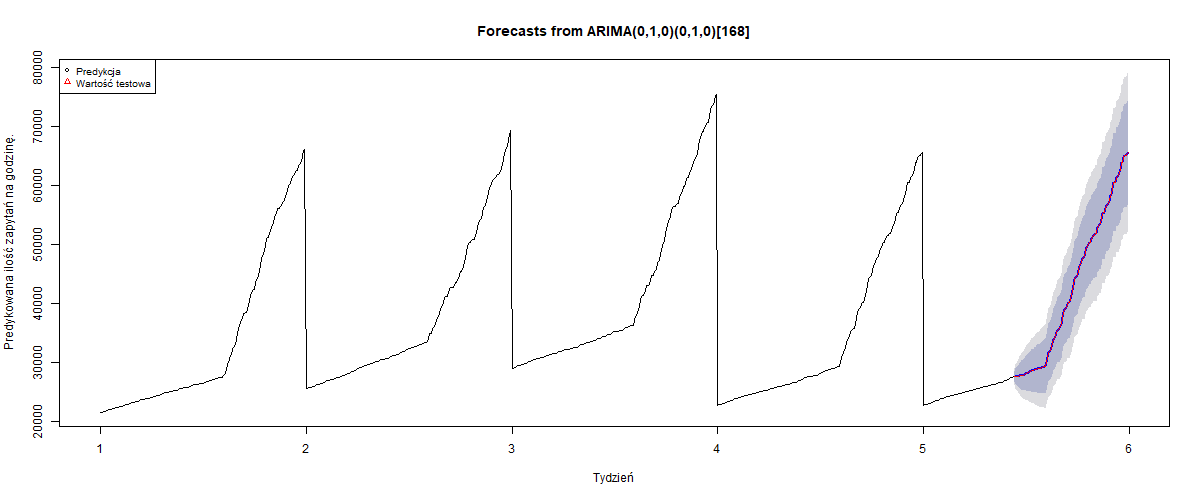 Forecasts from ARIMA(0,1,0)(0,1,0)[168]
Predykcja
Wartość testowa
Predykowana ilość zapytań na godzinę.
80000
70000
60000
50000
40000
30000
20000
1 2 3 4 5 6
Tydzień